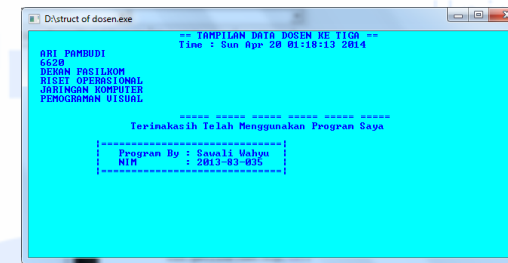 D:\struct of dosen.exe
== TAMPILAN DATA DOSEN KE TIGA ==
Time : Sun Apr 20 01:18:13 2014
ARI PAMBUDI
6620
DEKAN FASILKOM
RISET OPERASIONAL
JARINGAN KOMPUTER
PEMOGRAMAN VISUAL
===== ===== ===== ===== ===== =====
Terimakasih Telah Menggunakan Program Saya
|==============================|
| Program By : Sawali Wahyu |
| NIM : 2013-83-035 |
|==============================|